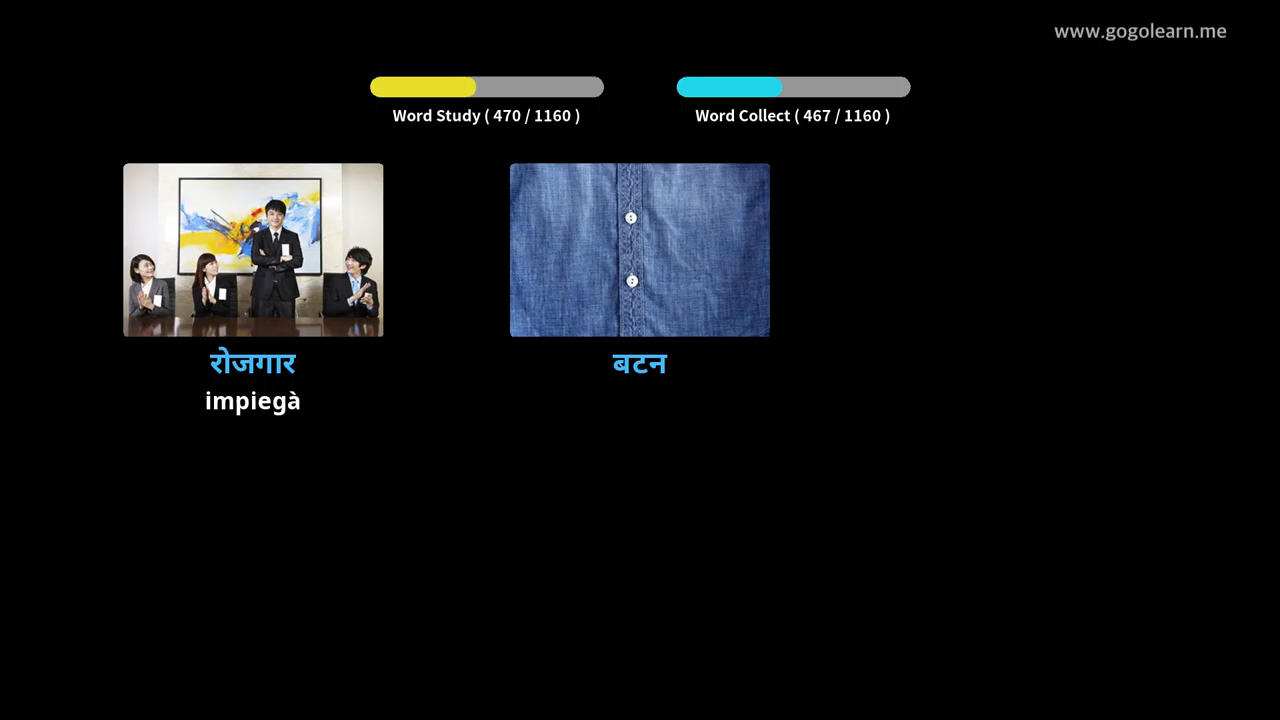 www.gogolearn.me
Word Study ( 470 / 1160 )
Word Collect ( 467 / 1160 )
रोजगार
impiegà
बटन